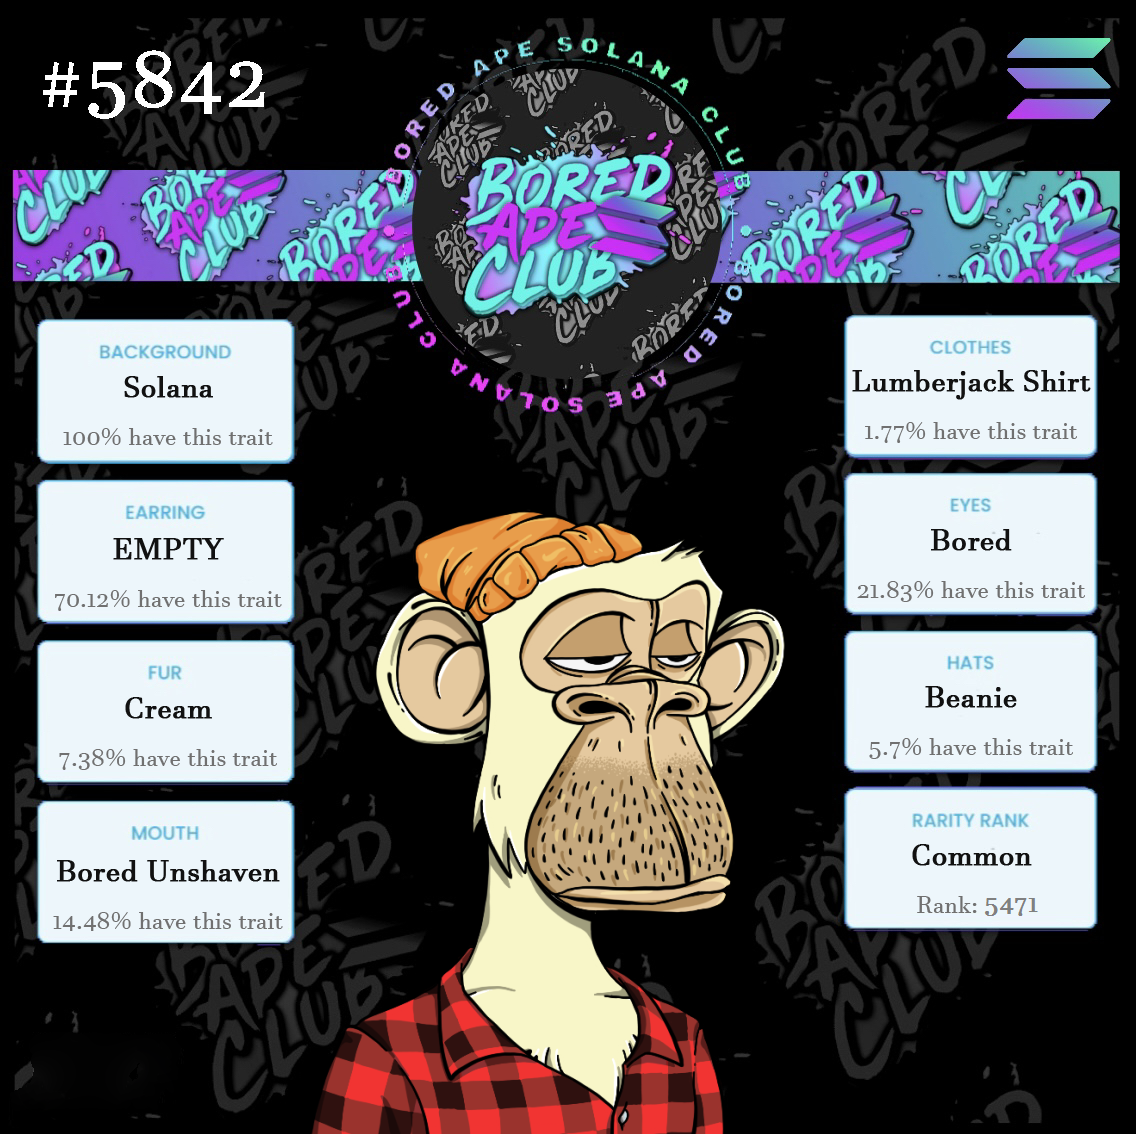 #5842
BORED APE SOLANA CLUB
BORED
APE
CLUB
BORED APE SOLANA CLUB
BACKGROUND
Solana
100% have this trait
EARRING
EMPTY
70.12% have this trait
FUR
Cream
7.38% have this trait
MOUTH
Bored Unshaven
14.48% have this trait
CLOTHES
Lumberjack Shirt
1.77% have this trait
EYES
Bored
21.83% have this trait
HATS
Beanie
5.7% have this trait
RARITY RANK
Common
Rank: 5471